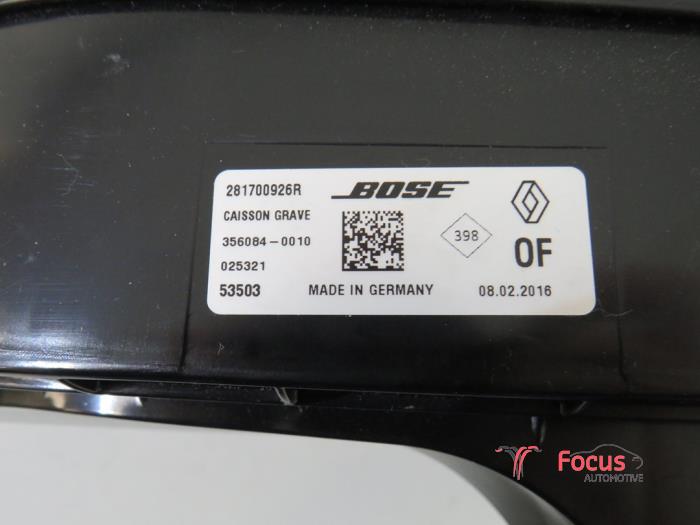 281700926R BOSE
CAISSON GRAVE
356084-0010 398 OF
025321
53503 MADE IN GERMANY 08.02.2016
Focus
AUTOMOTIVE